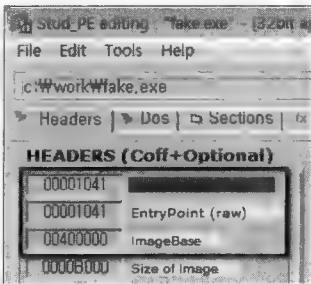 Stud_PE editing : "fake.exe" - (32bit
File Edit Tools Help
c:₩work₩fake.exe
Headers | Dos | Sections |
HEADERS (Coff+Optional)
00001041
00001041 EntryPoint (raw)
00400000 ImageBase
0000B000 Size of Image